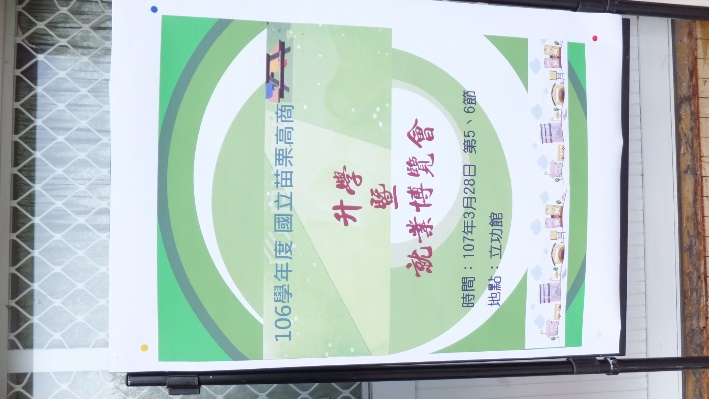 106學年度 國立苗栗高商
升學
暨
就業博覽會
時間：107年3月28日 第5、6節
地點：立功館